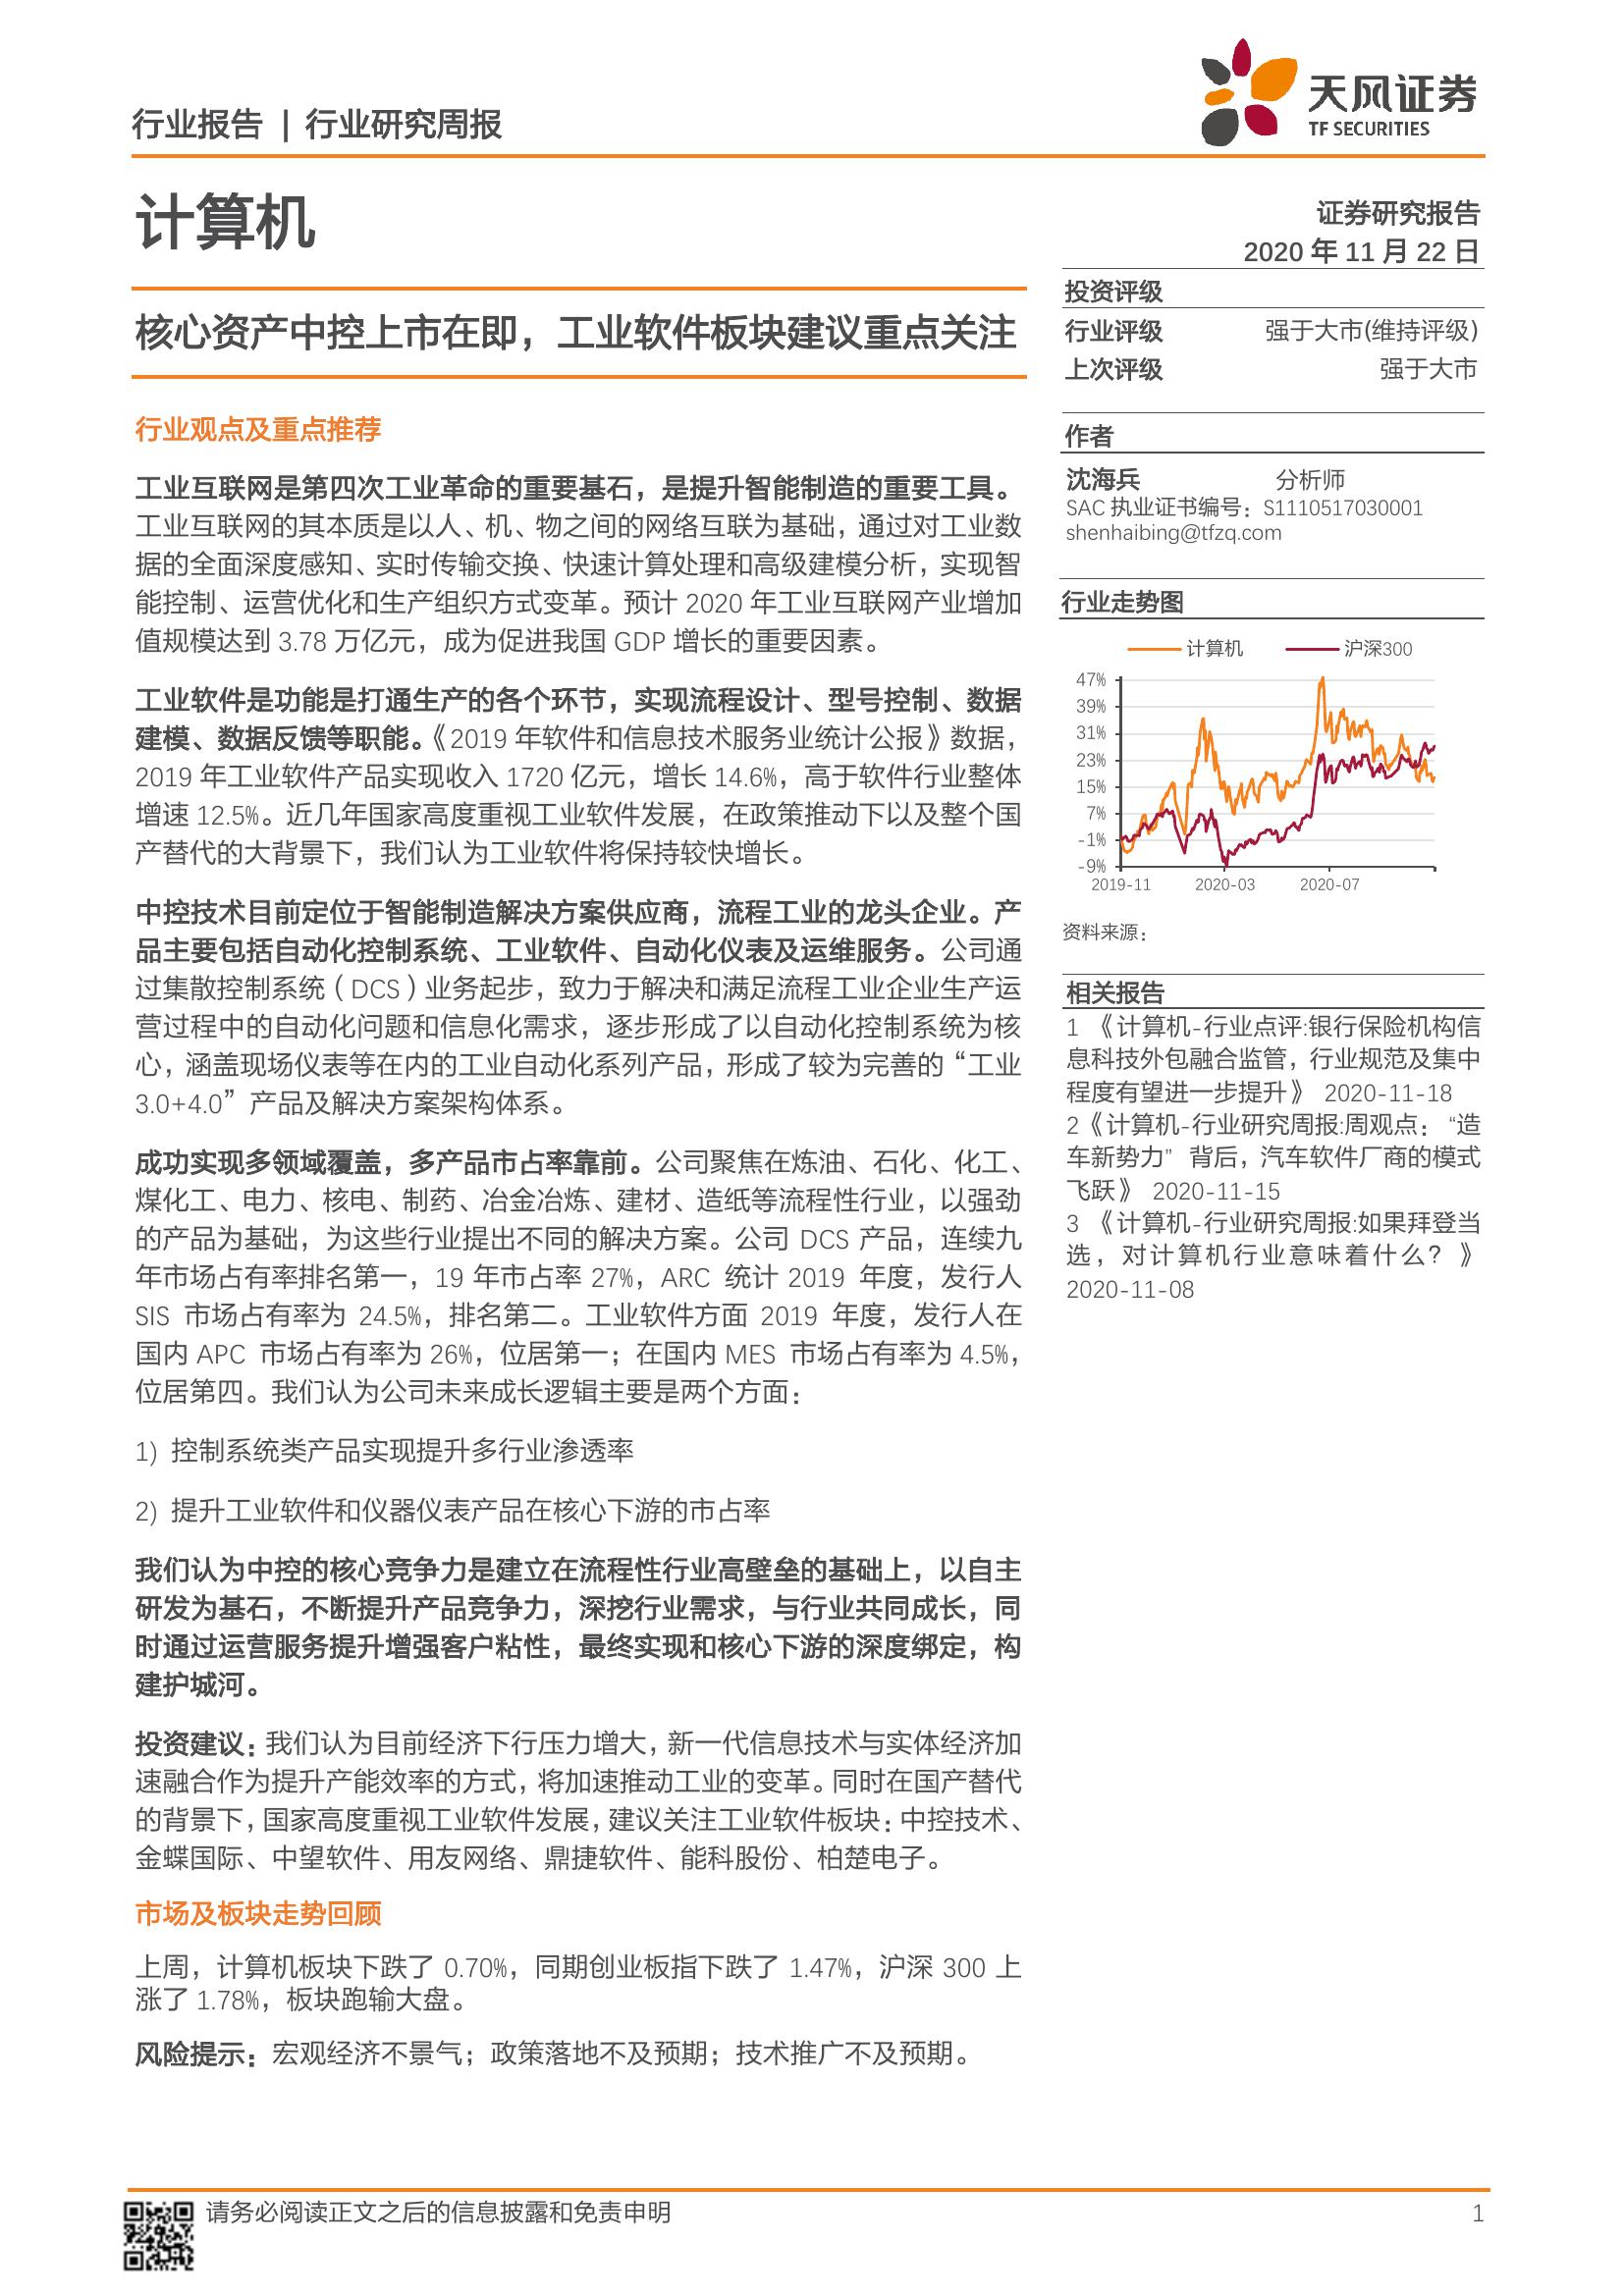 行业报告 | 行业研究周报
天风证券
TF SECURITIES
计算机
证券研究报告
2020 年 11 月 22 日
核心资产中控上市在即，工业软件板块建议重点关注
投资评级
行业评级 强于大市(维持评级)
上次评级 强于大市
作者
沈海兵 分析师
SAC 执业证书编号：S1110517030001
shenhaibing@tfzq.com
行业走势图
计算机 沪深300
47%
39%
31%
23%
15%
7%
-1%
-9%
2019-11 2020-03 2020-07
资料来源：
相关报告
1 《计算机-行业点评:银行保险机构信
息科技外包融合监管，行业规范及集中
程度有望进一步提升》 2020-11-18
2《计算机-行业研究周报:周观点：“造
车新势力” 背后，汽车软件厂商的模式
飞跃》 2020-11-15
3 《计算机-行业研究周报:如果拜登当
选，对计算机行业意味着什么？》
2020-11-08
行业观点及重点推荐
工业互联网是第四次工业革命的重要基石，是提升智能制造的重要工具。
工业互联网的其本质是以人、机、物之间的网络互联为基础，通过对工业数
据的全面深度感知、实时传输交换、快速计算处理和高级建模分析，实现智
能控制、运营优化和生产组织方式变革。预计 2020 年工业互联网产业增加
值规模达到 3.78 万亿元，成为促进我国 GDP 增长的重要因素。
工业软件是功能是打通生产的各个环节，实现流程设计、型号控制、数据
建模、数据反馈等职能。《2019 年软件和信息技术服务业统计公报》数据，
2019 年工业软件产品实现收入 1720 亿元，增长 14.6%，高于软件行业整体
增速 12.5%。近几年国家高度重视工业软件发展，在政策推动下以及整个国
产替代的大背景下，我们认为工业软件将保持较快增长。
中控技术目前定位于智能制造解决方案供应商，流程工业的龙头企业。产
品主要包括自动化控制系统、工业软件、自动化仪表及运维服务。公司通
过集散控制系统（DCS）业务起步，致力于解决和满足流程工业企业生产运
营过程中的自动化问题和信息化需求，逐步形成了以自动化控制系统为核
心，涵盖现场仪表等在内的工业自动化系列产品，形成了较为完善的“工业
3.0+4.0”产品及解决方案架构体系。
成功实现多领域覆盖，多产品市占率靠前。公司聚焦在炼油、石化、化工、
煤化工、电力、核电、制药、冶金冶炼、建材、造纸等流程性行业，以强劲
的产品为基础，为这些行业提出不同的解决方案。公司 DCS 产品，连续九
年市场占有率排名第一，19 年市占率 27%，ARC 统计 2019 年度，发行人
SIS 市场占有率为 24.5%，排名第二。工业软件方面 2019 年度，发行人在
国内 APC 市场占有率为 26%，位居第一；在国内 MES 市场占有率为 4.5%，
位居第四。我们认为公司未来成长逻辑主要是两个方面：
1) 控制系统类产品实现提升多行业渗透率
2) 提升工业软件和仪器仪表产品在核心下游的市占率
我们认为中控的核心竞争力是建立在流程性行业高壁垒的基础上，以自主
研发为基石，不断提升产品竞争力，深挖行业需求，与行业共同成长，同
时通过运营服务提升增强客户粘性，最终实现和核心下游的深度绑定，构
建护城河。
投资建议：我们认为目前经济下行压力增大，新一代信息技术与实体经济加
速融合作为提升产能效率的方式，将加速推动工业的变革。同时在国产替代
的背景下，国家高度重视工业软件发展，建议关注工业软件板块：中控技术、
金蝶国际、中望软件、用友网络、鼎捷软件、能科股份、柏楚电子。
市场及板块走势回顾
上周，计算机板块下跌了 0.70%，同期创业板指下跌了 1.47%，沪深 300 上
涨了 1.78%，板块跑输大盘。
风险提示：宏观经济不景气；政策落地不及预期；技术推广不及预期。
请务必阅读正文之后的信息披露和免责申明 1